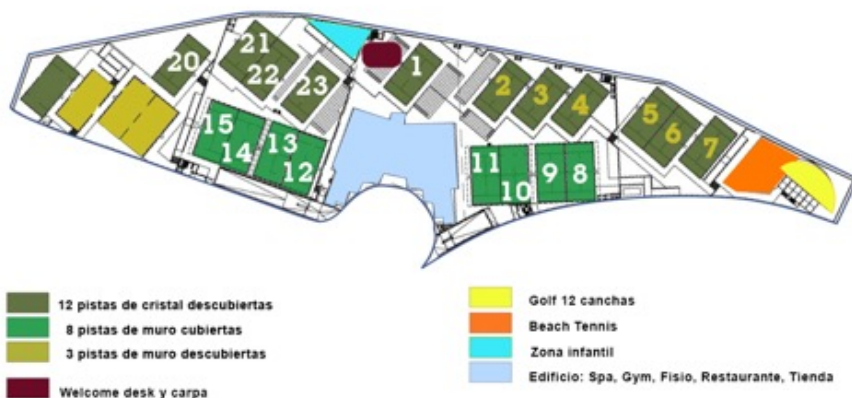 21
20
22
23
1
2
3
4
5
6
7
15
14
13
12
11
10
9
8
12 pistas de cristal descubiertas
8 pistas de muro cubiertas
3 pistas de muro descubiertas
Welcome desk y carpa
Golf 12 canchas
Beach Tennis
Zona infantil
Edificio: Spa, Gym, Fisio, Restaurante, Tienda